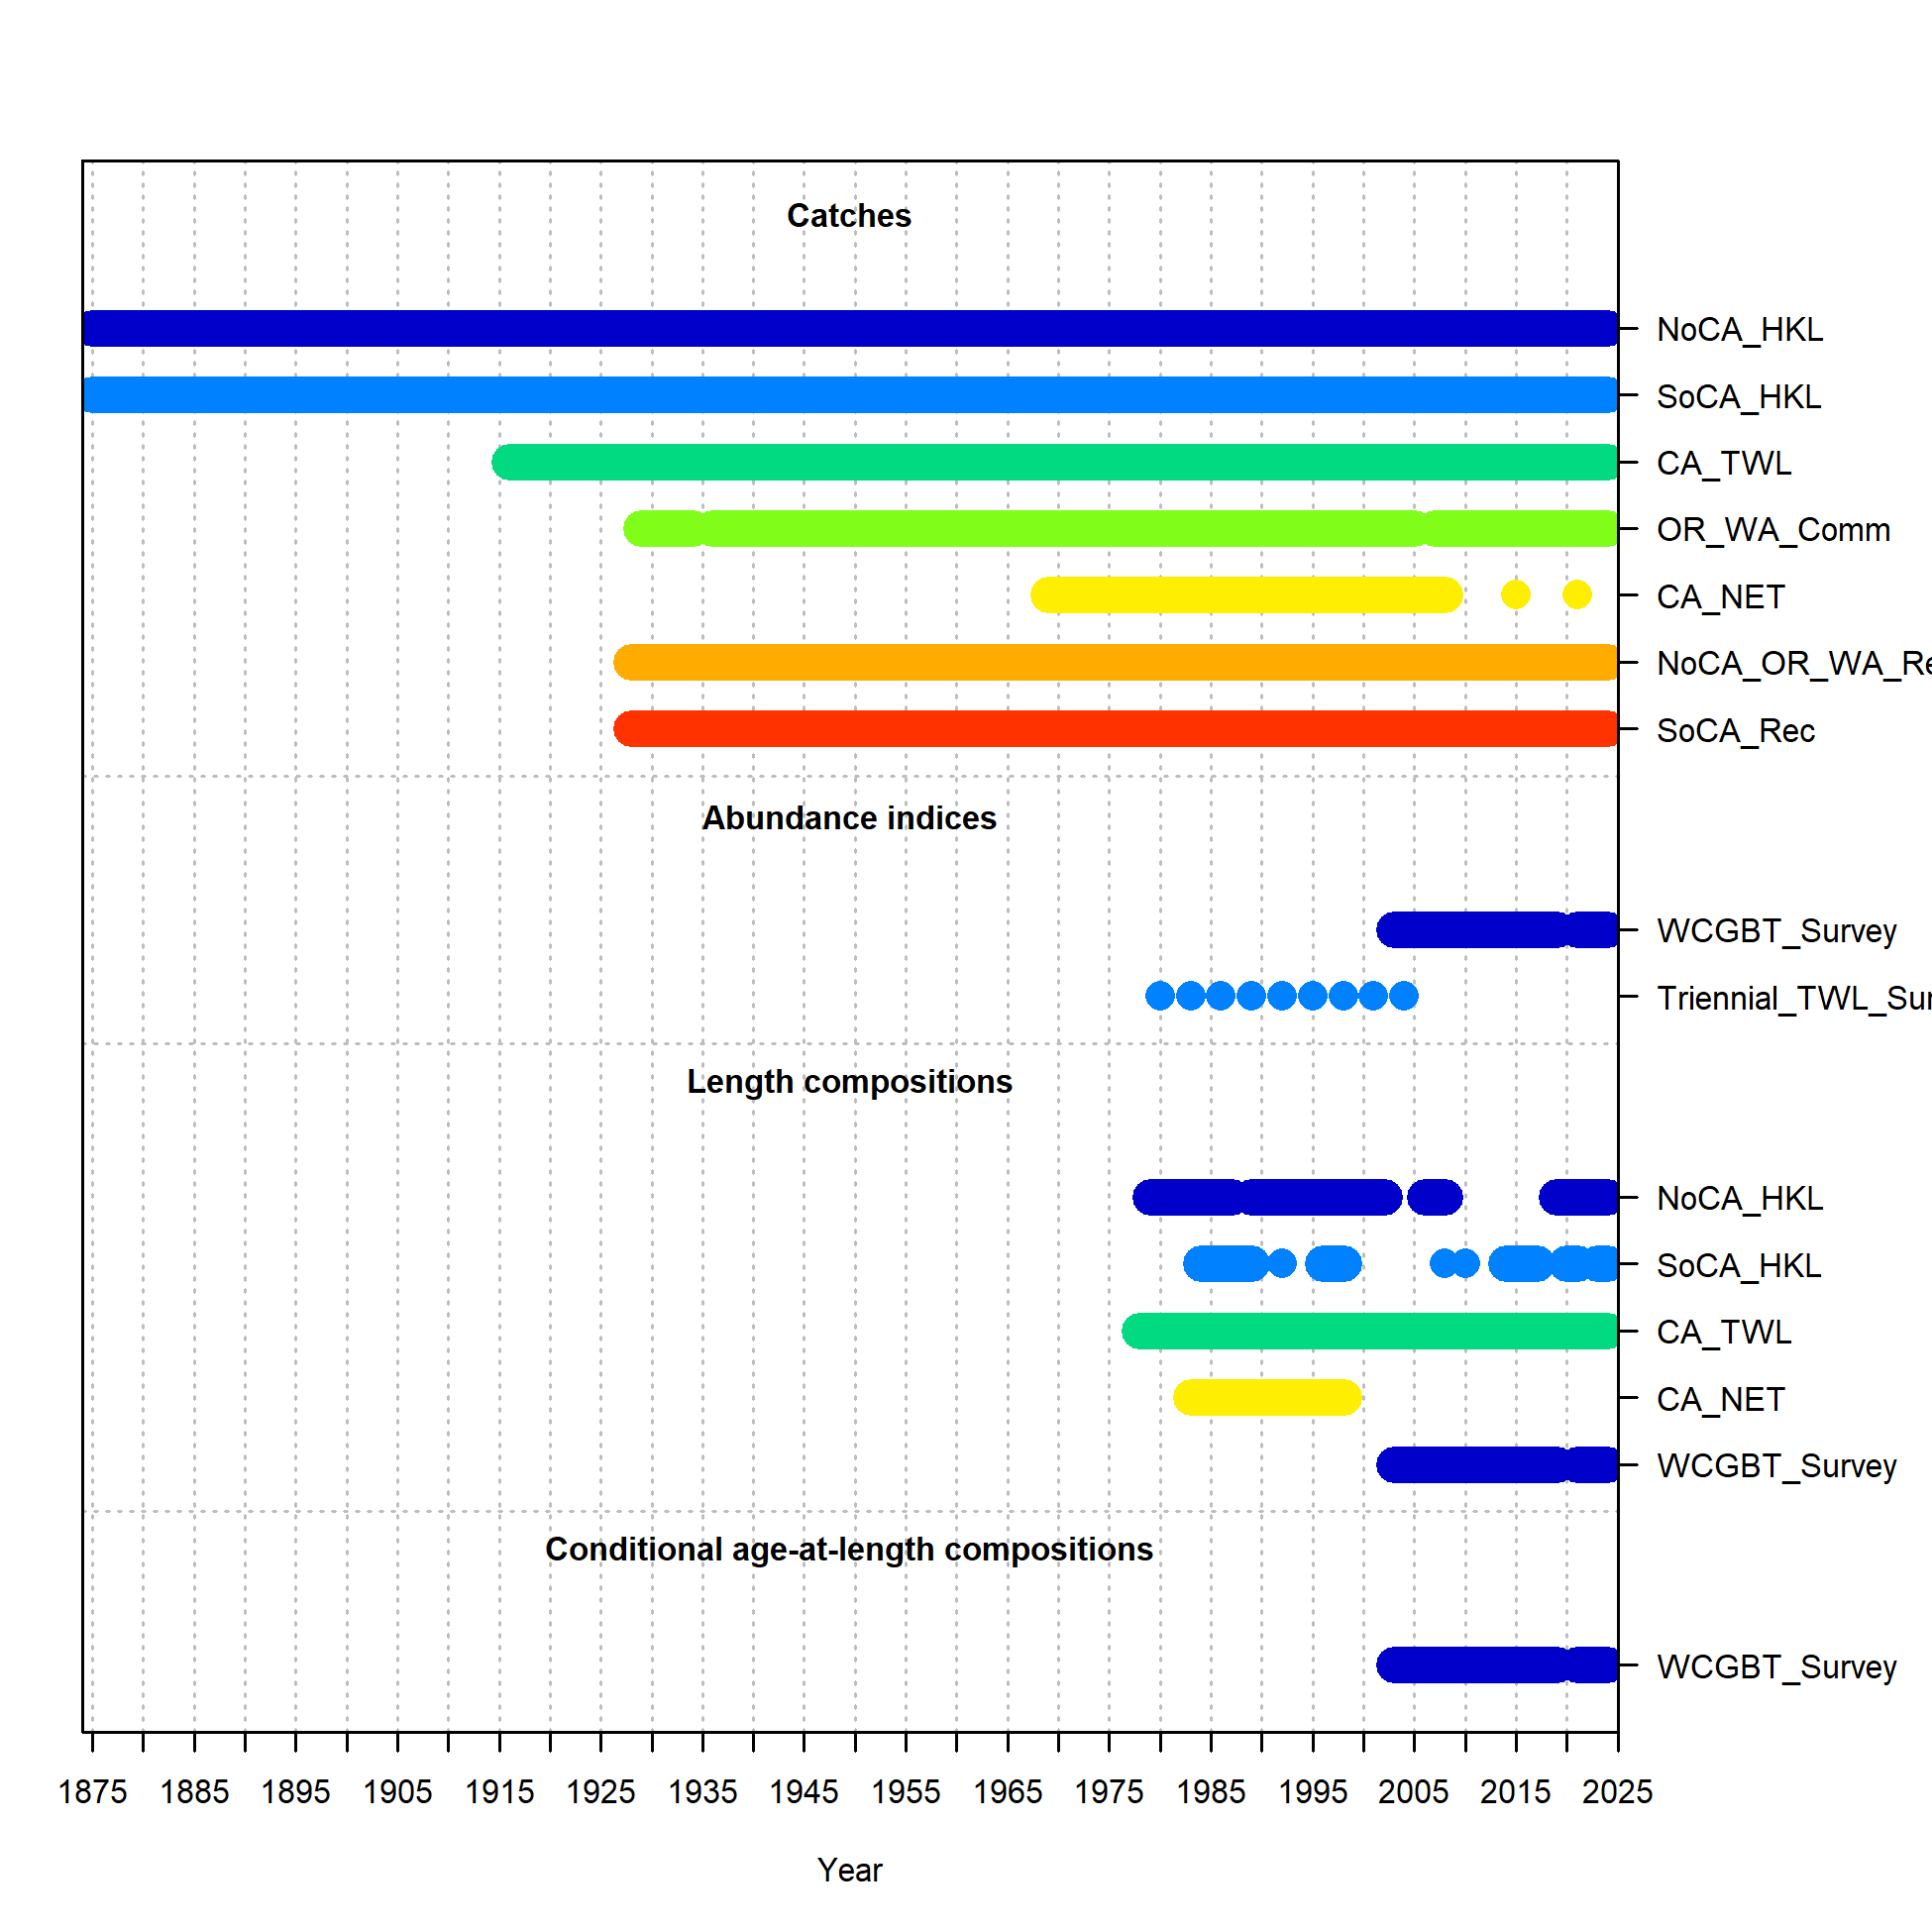 Catches
NoCA_HKL
SoCA_HKL
CA_TWL
OR_WA_Comm
CA_NET
NoCA_OR_WA_Re
SoCA_Rec
Abundance indices
WCGBT_Survey
Triennial_TWL_Sur
Length compositions
NoCA_HKL
SoCA_HKL
CA_TWL
CA_NET
WCGBT_Survey
Conditional age-at-length compositions
WCGBT_Survey
1875 1885 1895 1905 1915 1925 1935 1945 1955 1965 1975 1985 1995 2005 2015 2025
Year